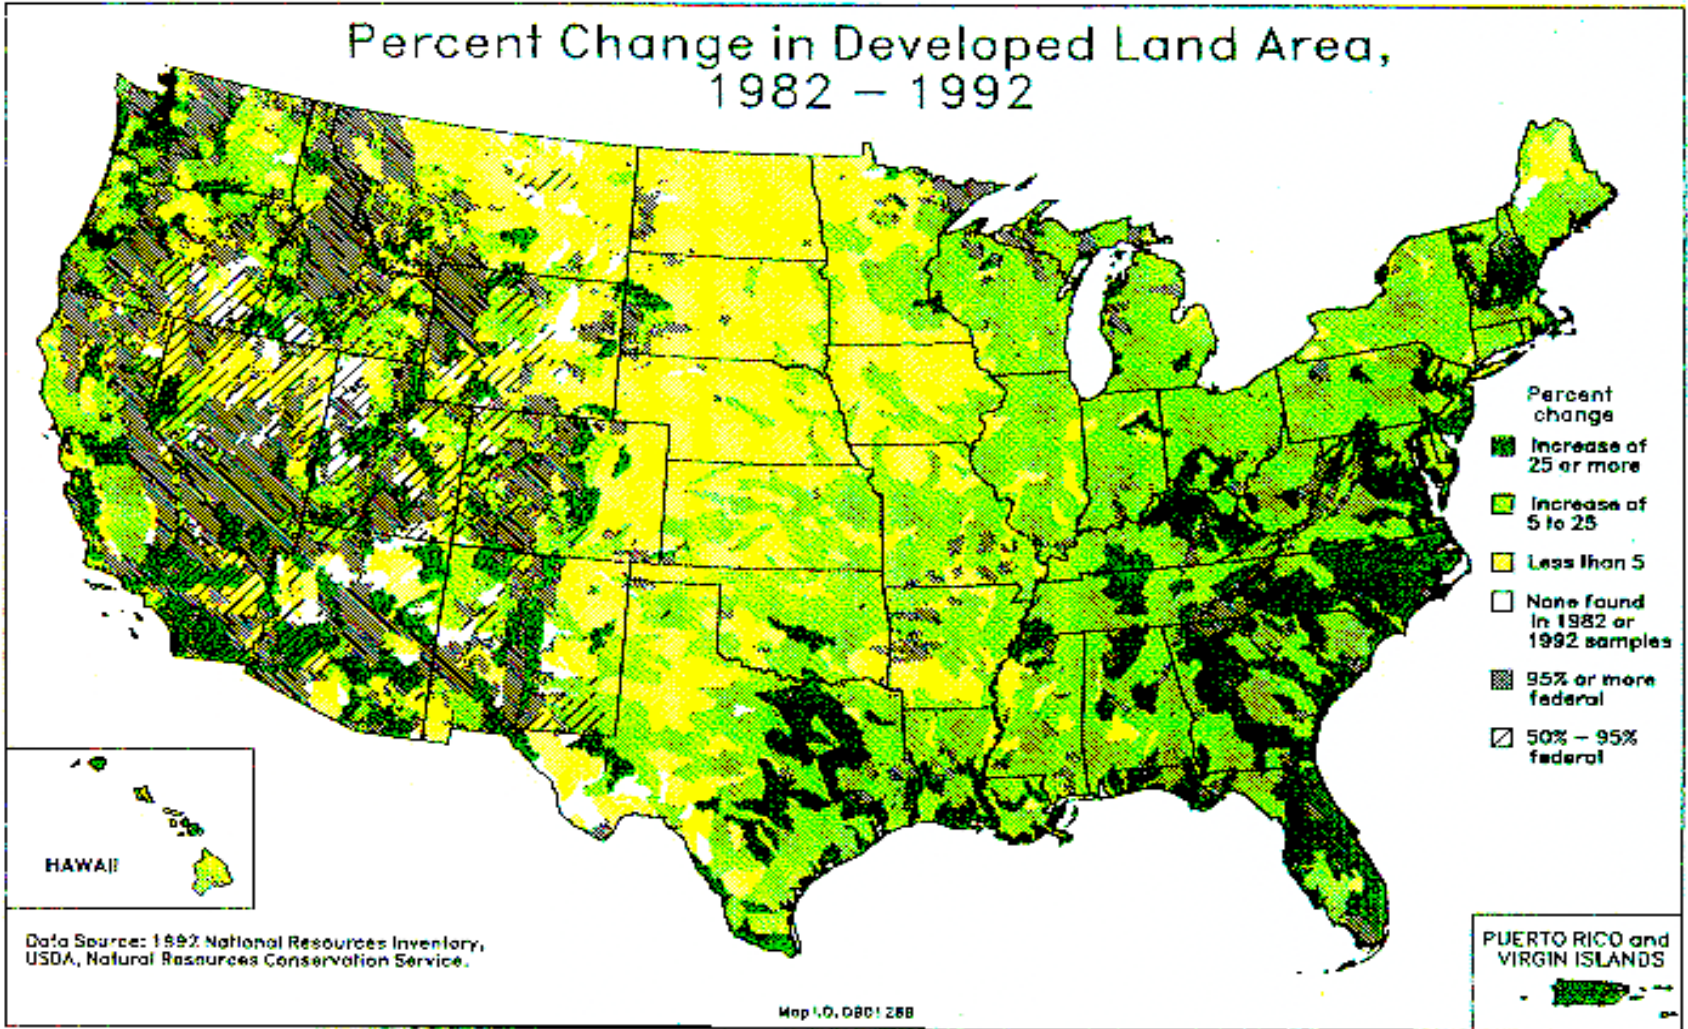 Percent Change in Developed Land Area,
1982 – 1992
Percent
change
Increase of
25 or more
Increase of
5 to 25
Less than 5
None found
in 1982 or
1992 samples
95% or more
federal
50% – 95%
federal
HAWAII
Data Source: 1992 National Resources Inventory,
USDA, Natural Resources Conservation Service.
PUERTO RICO and
VIRGIN ISLANDS
Map I.D.